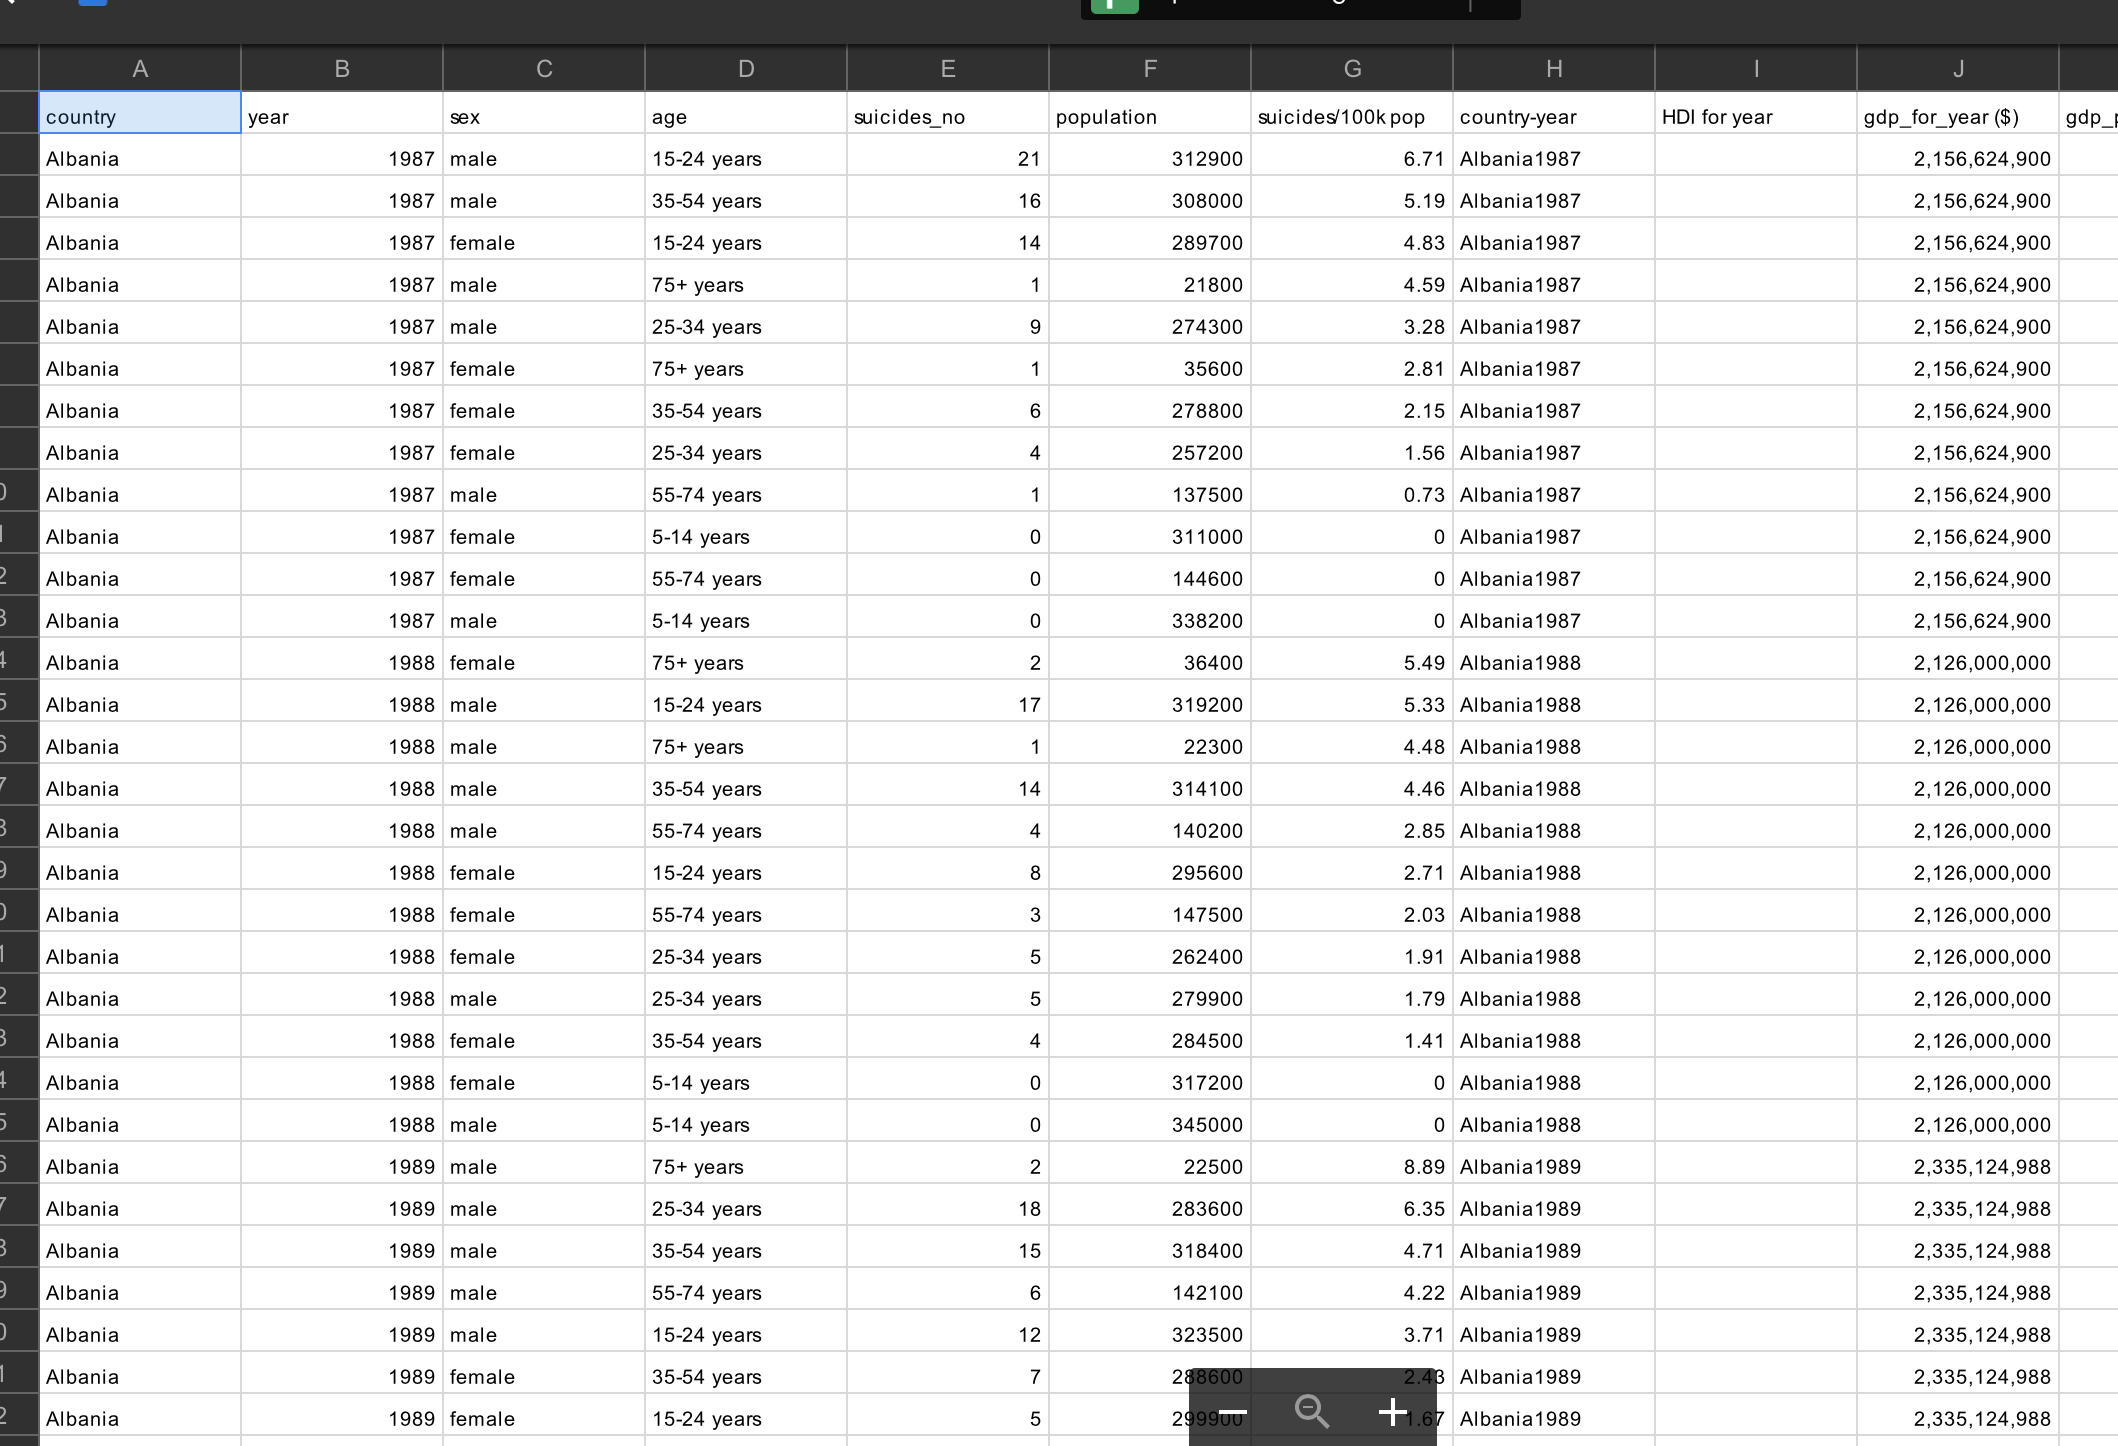 A B C D E F G H I J
country year sex age suicides_no population suicides/100k pop country-year HDI for year gdp_for_year ($)
Albania 1987 male 15-24 years 21 312900 6.71 Albania1987 2,156,624,900
Albania 1987 male 35-54 years 16 308000 5.19 Albania1987 2,156,624,900
Albania 1987 female 15-24 years 14 289700 4.83 Albania1987 2,156,624,900
Albania 1987 male 75+ years 1 21800 4.59 Albania1987 2,156,624,900
Albania 1987 male 25-34 years 9 274300 3.28 Albania1987 2,156,624,900
Albania 1987 female 75+ years 1 35600 2.81 Albania1987 2,156,624,900
Albania 1987 female 35-54 years 6 278800 2.15 Albania1987 2,156,624,900
Albania 1987 female 25-34 years 4 257200 1.56 Albania1987 2,156,624,900
Albania 1987 male 55-74 years 1 137500 0.73 Albania1987 2,156,624,900
Albania 1987 female 5-14 years 0 311000 0 Albania1987 2,156,624,900
Albania 1987 female 55-74 years 0 144600 0 Albania1987 2,156,624,900
Albania 1987 male 5-14 years 0 338200 0 Albania1987 2,156,624,900
Albania 1988 female 75+ years 2 36400 5.49 Albania1988 2,126,000,000
Albania 1988 male 15-24 years 17 319200 5.33 Albania1988 2,126,000,000
Albania 1988 male 75+ years 1 22300 4.48 Albania1988 2,126,000,000
Albania 1988 male 35-54 years 14 314100 4.46 Albania1988 2,126,000,000
Albania 1988 male 55-74 years 4 140200 2.85 Albania1988 2,126,000,000
Albania 1988 female 15-24 years 8 295600 2.71 Albania1988 2,126,000,000
Albania 1988 female 55-74 years 3 147500 2.03 Albania1988 2,126,000,000
Albania 1988 female 25-34 years 5 262400 1.91 Albania1988 2,126,000,000
Albania 1988 male 25-34 years 5 279900 1.79 Albania1988 2,126,000,000
Albania 1988 female 35-54 years 4 284500 1.41 Albania1988 2,126,000,000
Albania 1988 female 5-14 years 0 317200 0 Albania1988 2,126,000,000
Albania 1988 male 5-14 years 0 345000 0 Albania1988 2,126,000,000
Albania 1989 male 75+ years 2 22500 8.89 Albania1989 2,335,124,988
Albania 1989 male 25-34 years 18 283600 6.35 Albania1989 2,335,124,988
Albania 1989 male 35-54 years 15 318400 4.71 Albania1989 2,335,124,988
Albania 1989 male 55-74 years 6 142100 4.22 Albania1989 2,335,124,988
Albania 1989 male 15-24 years 12 323500 3.71 Albania1989 2,335,124,988
Albania 1989 female 35-54 years 7 288600 2.43 Albania1989 2,335,124,988
Albania 1989 female 15-24 years 5 299900 1.67 Albania1989 2,335,124,988